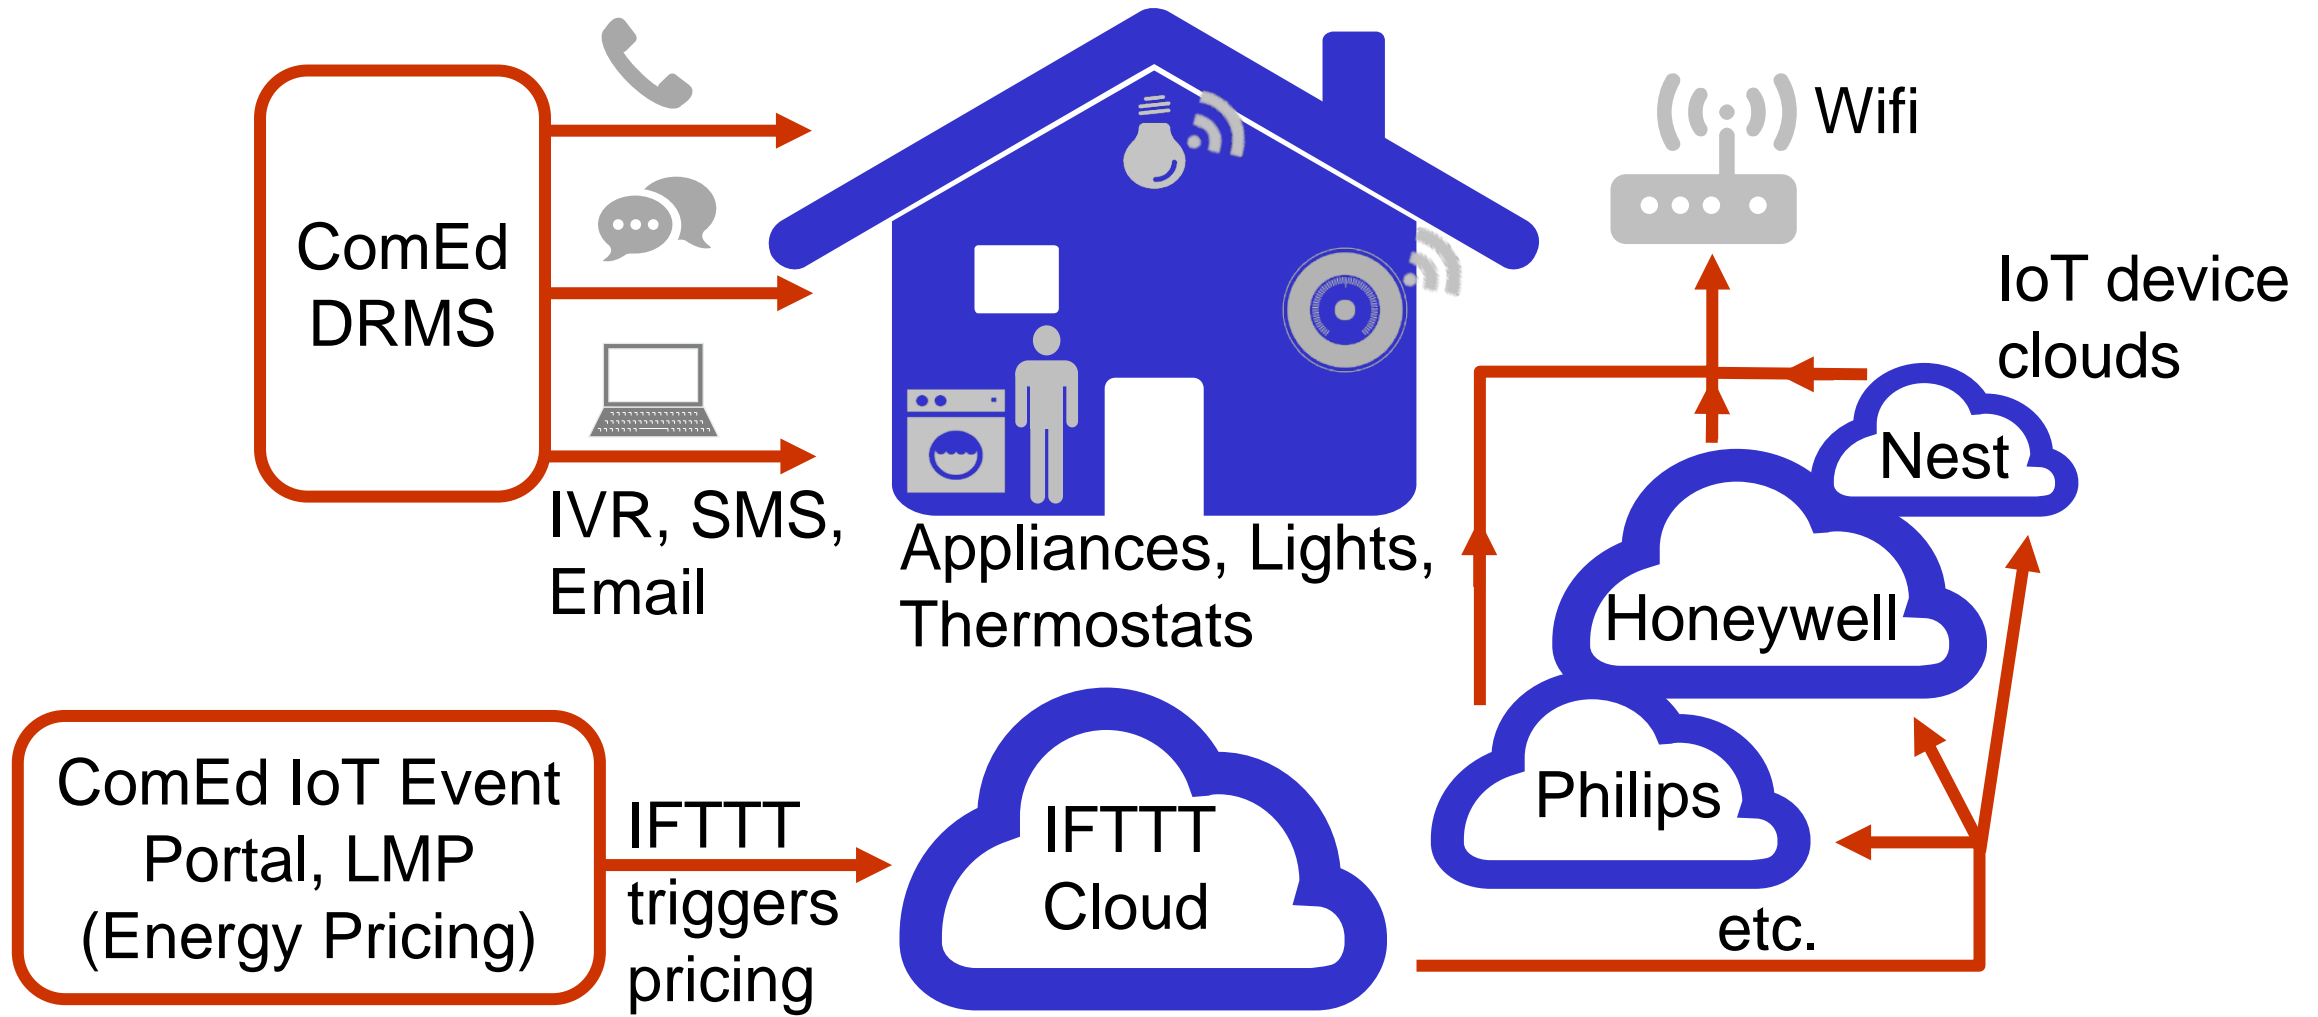 Wifi
ComEd
DRMS
IoT device
clouds
Nest
IVR, SMS,
Email
Appliances, Lights,
Thermostats
Honeywell
ComEd IoT Event
Portal, LMP
(Energy Pricing)
IFTTT
triggers
pricing
IFTTT
Cloud
Philips
etc.